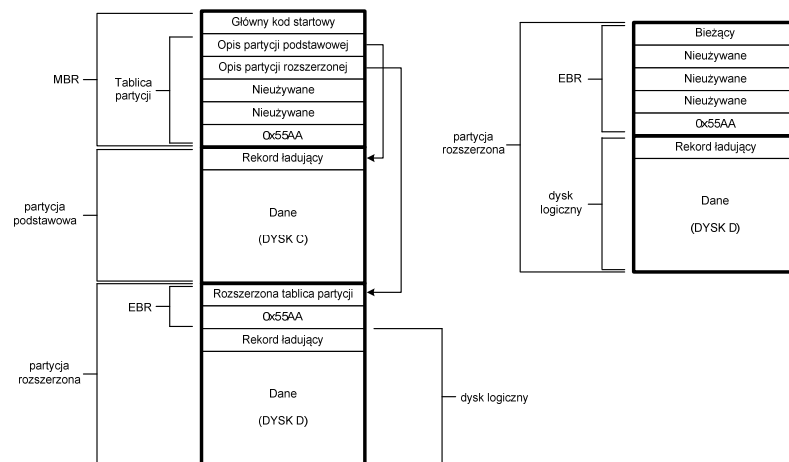 Główny kod startowy
Opis partycji podstawowej
Opis partycji rozszerzonej
Nieużywane
Nieużywane
0x55AA
MBR
Tablica
partycji
Rekord ładujący
Dane
(DYSK C)
partycja
podstawowa
Rozszerzona tablica partycji
0x55AA
EBR
Rekord ładujący
Dane
(DYSK D)
partycja
rozszerzona
dysk logiczny
Bieżący
Nieużywane
Nieużywane
Nieużywane
0x55AA
EBR
partycja
rozszerzona
Rekord ładujący
Dane
(DYSK D)
dysk
logiczny